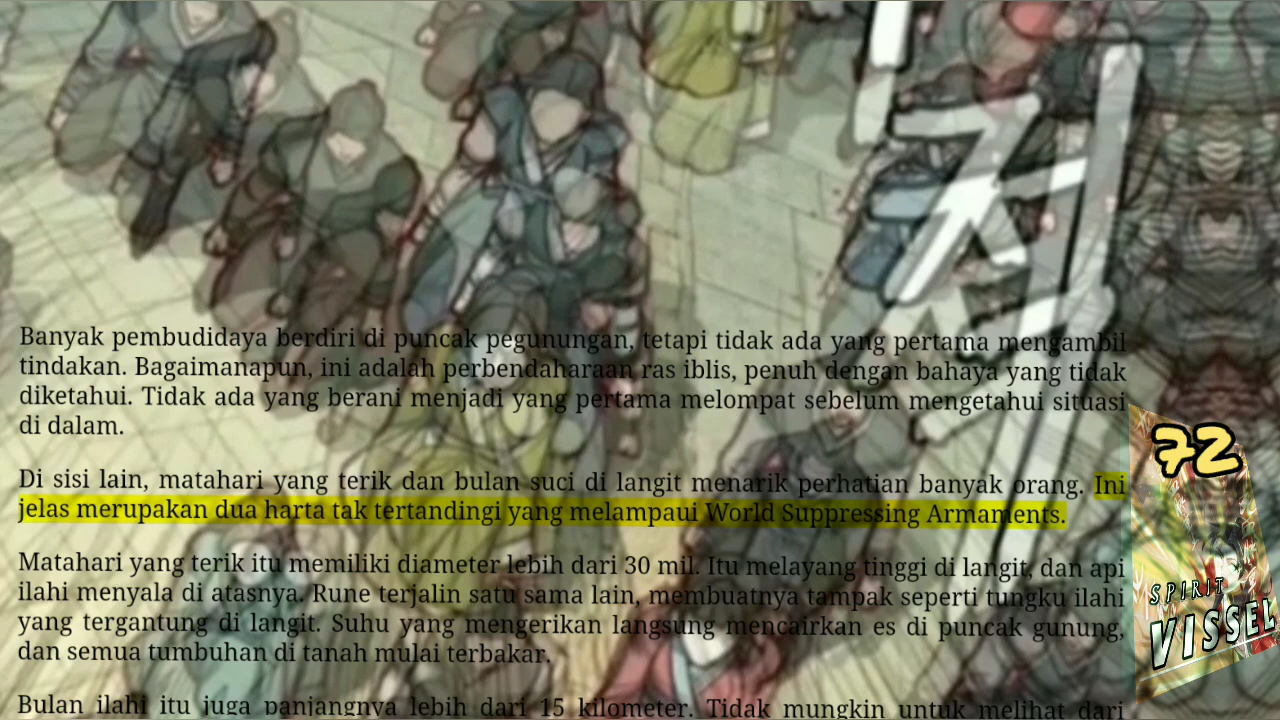 Banyak pembudidaya berdiri di puncak pegunungan, tetapi tidak ada yang pertama mengambil
tindakan. Bagaimanapun, ini adalah perbendaharaan ras iblis, penuh dengan bahaya yang tidak
diketahui. Tidak ada yang berani menjadi yang pertama melompat sebelum mengetahui situasi
di dalam.
Di sisi lain, matahari yang terik dan bulan suci di langit menarik perhatian banyak orang. Ini
jelas merupakan dua harta tak tertandingi yang melampaui World Suppressing Armaments.
Matahari yang terik itu memiliki diameter lebih dari 30 mil. Itu melayang tinggi di langit, dan api
ilahi menyala di atasnya. Rune terjalin satu sama lain, membuatnya tampak seperti tungku ilahi
yang tergantung di langit. Suhu yang mengerikan langsung mencairkan es di puncak gunung,
dan semua tumbuhan di tanah mulai terbakar.
Bulan ilahi itu juga panjangnya lebih dari 15 kilometer. Tidak mungkin untuk melihat dari
72
SPIRIT
VISSEL